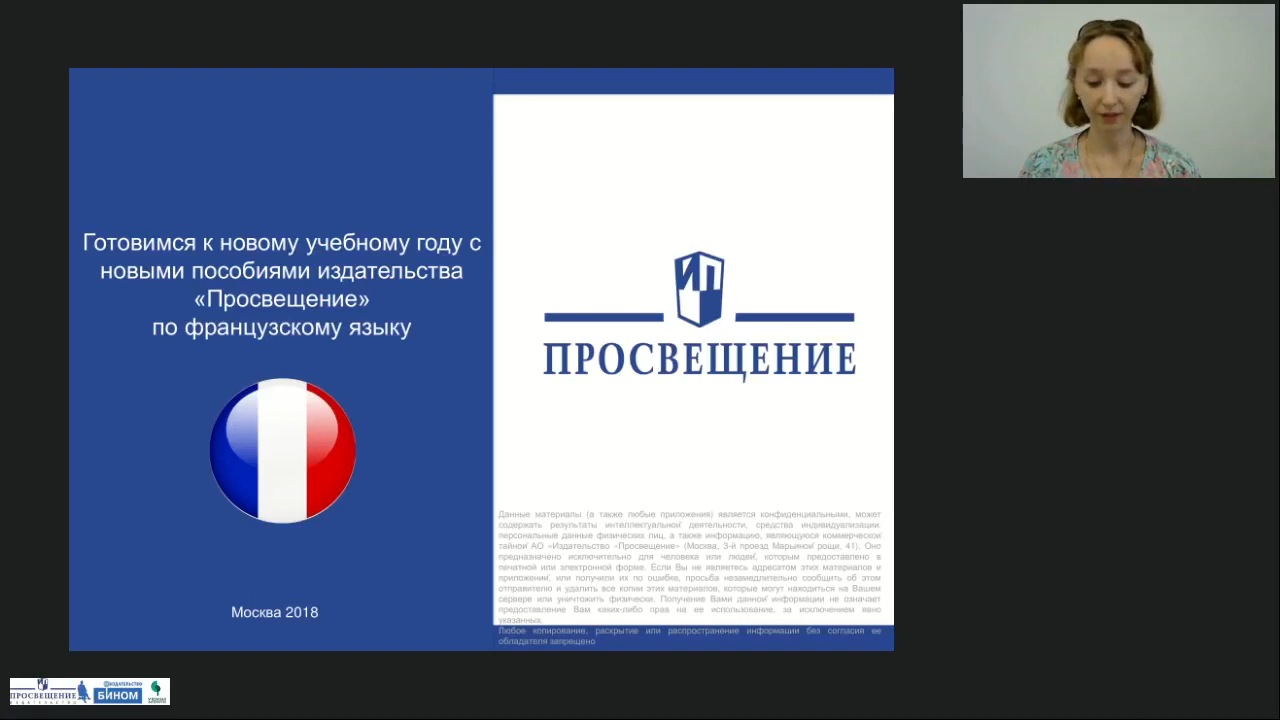 Готовимся к новому учебному году с
новыми пособиями издательства
«Просвещение»
по французскому языку
Москва 2018
ИП
ПРОСВЕЩЕНИЕ
Данные материалы (а также любые приложения) является конфиденциальными, может
содержать результаты интеллектуальной деятельности, средства индивидуализации.
персональные данные физических лиц, а также информацию, являющуюся коммерческой
тайной АО «Издательство «Просвещение» (Москва, 3-й проезд Марьиной рощи, 41). Оно
предназначено исключительно для человека или людей, которым предоставлено в
печатной или электронной форме. Если Вы не являетесь адресатом этих материалов и
приложений, или получили их по ошибке, просьба незамедлительно сообщить об этом
отправителю и удалить все копии этих материалов, которые могут находиться на Вашем
сервере или уничтожить физически. Получение Вами данной информации не означает
предоставление Вам каких-либо прав на ее использование, за исключением явно
указанных.
Любое копирование, раскрытие или распространение информации без согласия ее
обладателя запрещено
ПРОСВЕЩЕНИЕ
ИЗДАТЕЛЬСТВО
ИЗДАТЕЛЬСТВО
БИНОМ